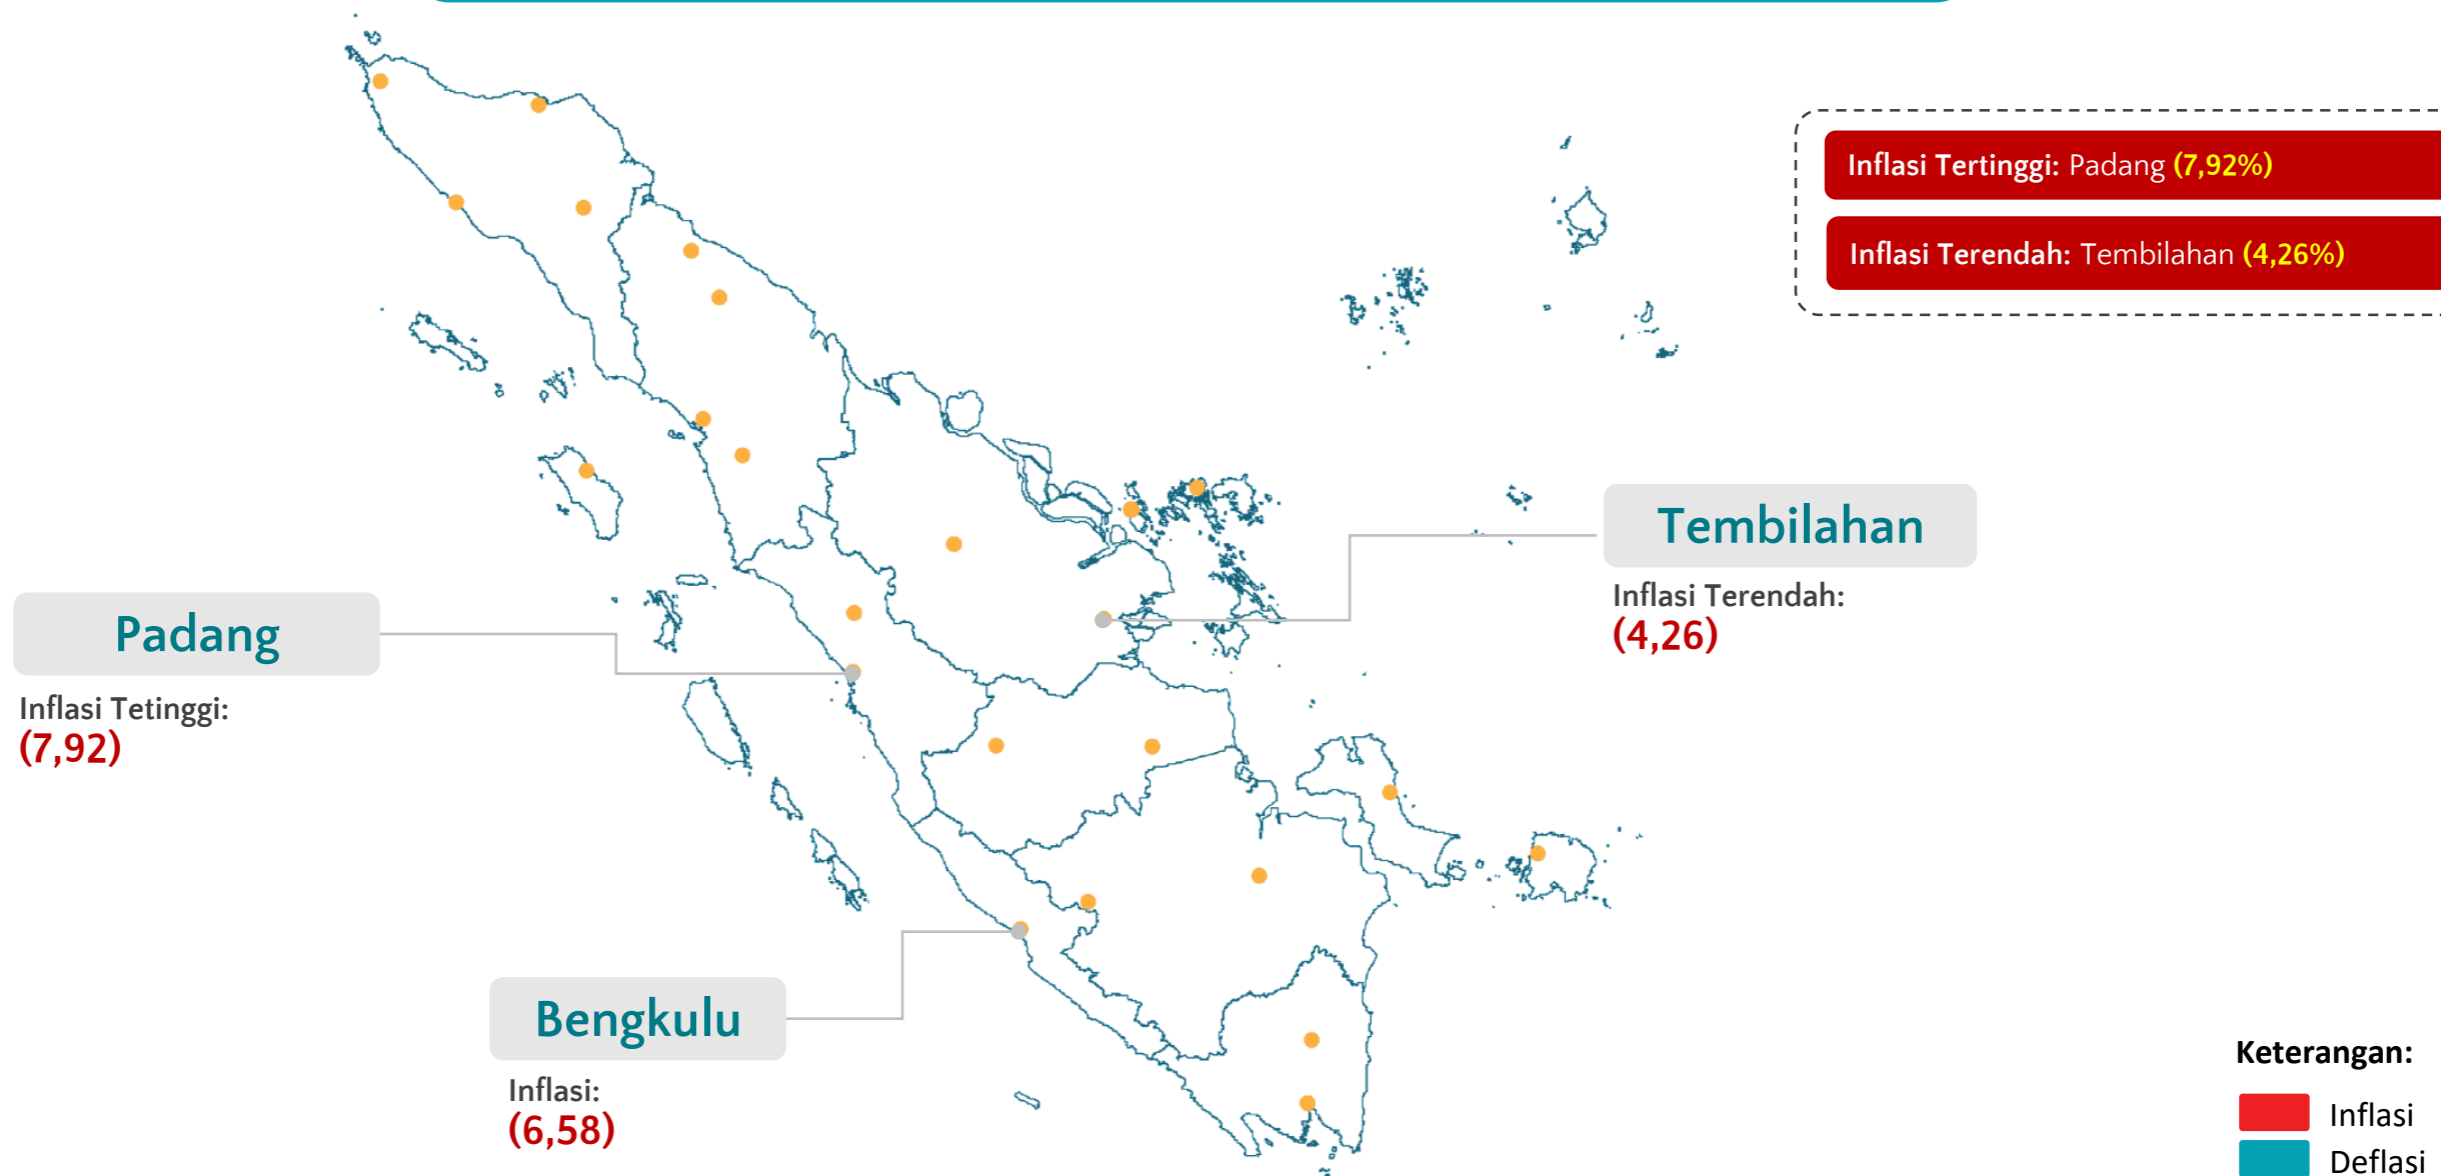 Inflasi Tertinggi: Padang (7,92%)
Inflasi Terendah: Tembilahan (4,26%)
Tembilahan
Inflasi Terendah:
(4,26)
Padang
Inflasi Tetinggi:
(7,92)
Bengkulu
Inflasi:
(6,58)
Keterangan:
Inflasi
Deflasi